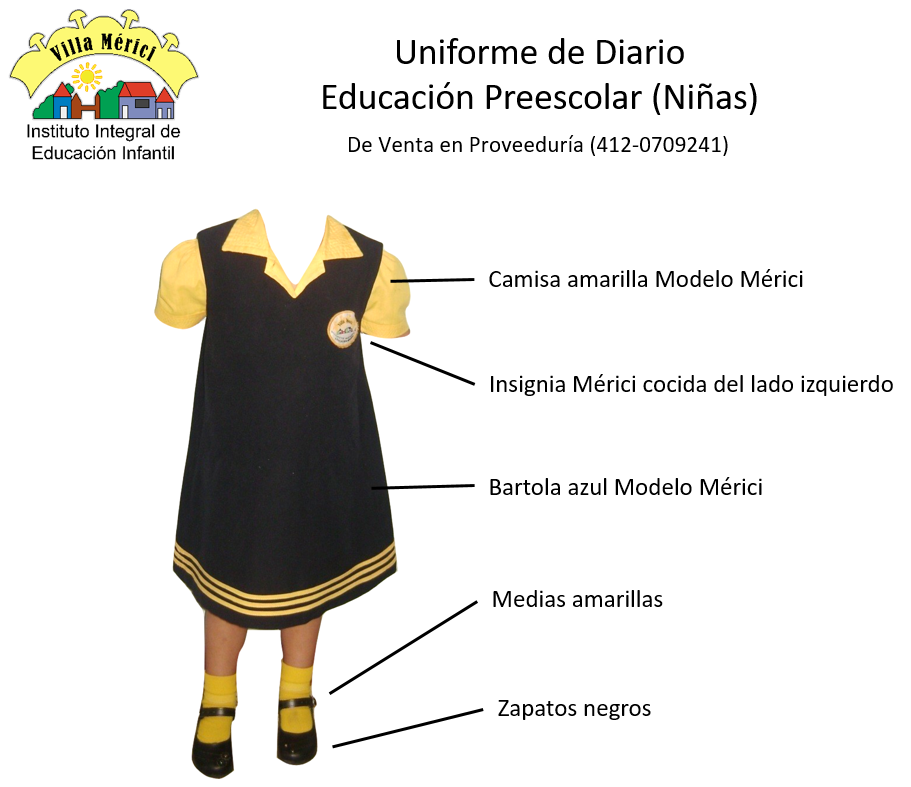 Villa Mérici
Instituto Integral de
Educación Infantil
Uniforme de Diario
Educación Preescolar (Niñas)
De Venta en Proveeduría (412-0709241)
Camisa amarilla Modelo Mérici
Insignia Mérici cocida del lado izquierdo
Bartola azul Modelo Mérici
Medias amarillas
Zapatos negros